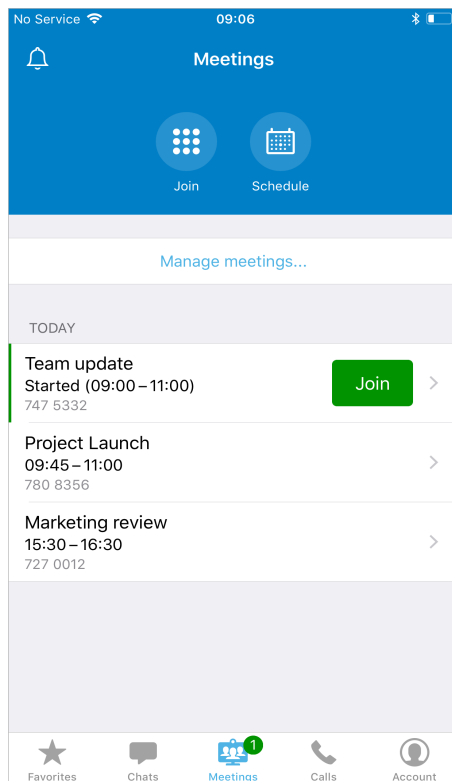 No Service 09:06
Meetings
Join Schedule
Manage meetings...
TODAY
Team update
Started (09:00 – 11:00)
747 5332
Join
Project Launch
09:45 – 11:00
780 8356
Marketing review
15:30 – 16:30
727 0012
1
Favorites Chats Meetings Calls Account